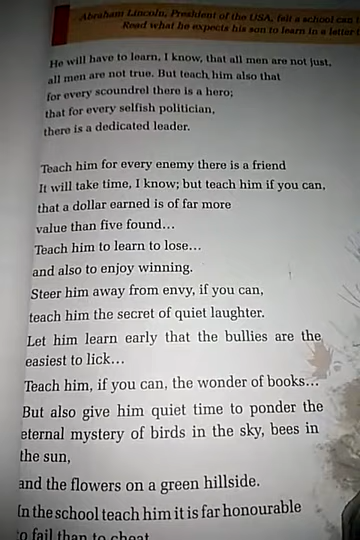 Abraham Lincoln, President of the USA, felt a school can t
Read what he expects his son to learn in a letter t
He will have to learn, I know, that all men are not just,
all men are not true. But teach him also that
for every scoundrel there is a hero;
that for every selfish politician,
there is a dedicated leader.
Teach him for every enemy there is a friend
It will take time, I know; but teach him if you can,
that a dollar earned is of far more
value than five found...
Teach him to learn to lose...
and also to enjoy winning.
Steer him away from envy, if you can,
teach him the secret of quiet laughter.
Let him learn early that the bullies are the
easiest to lick...
Teach him, if you can, the wonder of books...
But also give him quiet time to ponder the
eternal mystery of birds in the sky, bees in
the sun,
and the flowers on a green hillside.
In the school teach him it is far honourable
to fail than to cheat